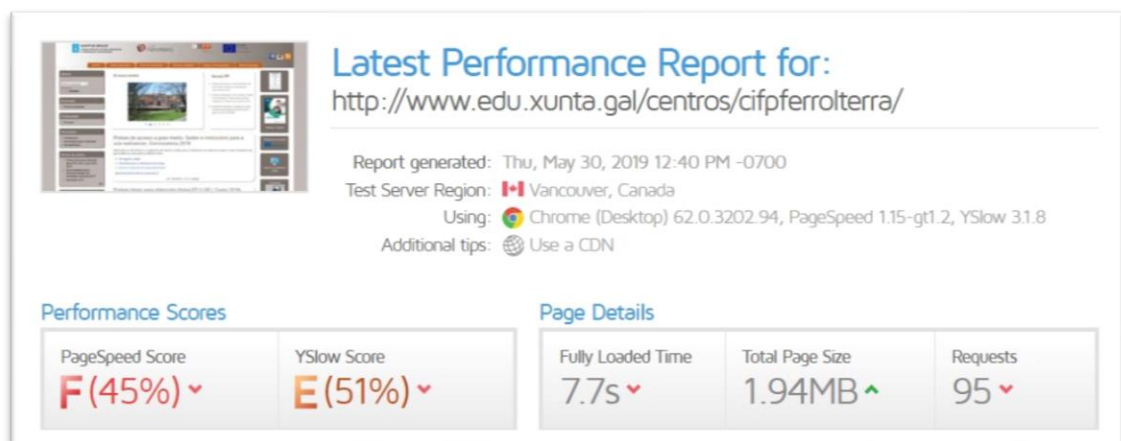 Latest Performance Report for:
http://www.edu.xunta.gal/centros/cifpferrolterra/
Report generated: Thu, May 30, 2019 12:40 PM -0700
Test Server Region: Vancouver, Canada
Using: Chrome (Desktop) 62.0.3202.94, PageSpeed 1.15-gt1.2, YSlow 3.1.8
Additional tips: Use a CDN
Performance Scores
PageSpeed Score
F (45%)
YSlow Score
E (51%)
Page Details
Fully Loaded Time
7.7s
Total Page Size
1.94MB
Requests
95